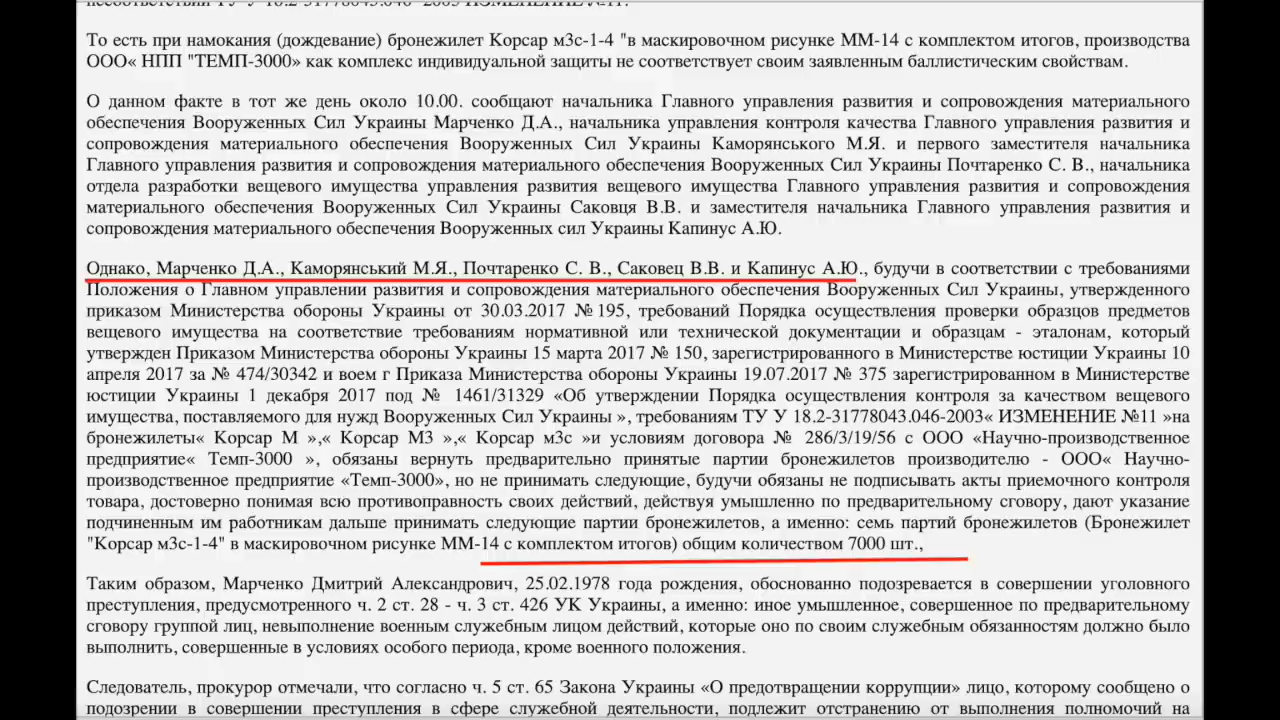 несоответствии ТУ У 18.2-31778043.046- 2003 ИЗМЕНЕНИЕ №11.
То есть при намокания (дождевание) бронежилет Корсар м3с-1-4 "в маскировочном рисунке ММ-14 с комплектом итогов, производства
ООО« НПП "ТЕМП-3000» как комплекс индивидуальной защиты не соответствует своим заявленным баллистическим свойствам.
О данном факте в тот же день около 10.00. сообщают начальника Главного управления развития и сопровождения материального
обеспечения Вооруженных Сил Украины Марченко Д.А., начальника управления контроля качества Главного управления развития и
сопровождения материального обеспечения Вооруженных Сил Украины Каморянського М.Я. и первого заместителя начальника
Главного управления развития и сопровождения материального обеспечения Вооруженных Сил Украины Почтаренко С. В., начальника
отдела разработки вещевого имущества управления развития вещевого имущества Главного управления развития и сопровождения
материального обеспечения Вооруженных Сил Украины Саковця В.В. и заместителя начальника Главного управления развития и
сопровождения материального обеспечения Вооруженных сил Украины Капинус А.Ю.
Однако, Марченко Д.А., Каморянський М.Я., Почтаренко С. В., Саковец В.В. и Капинус А.Ю., будучи в соответствии с требованиями
Положения о Главном управлении развития и сопровождения материального обеспечения Вооруженных Сил Украины, утвержденного
приказом Министерства обороны Украины от 30.03.2017 № 195, требований Порядка осуществления проверки образцов предметов
вещевого имущества на соответствие требованиям нормативной или технической документации и образцам - эталонам, который
утвержден Приказом Министерства обороны Украины 15 марта 2017 № 150, зарегистрированного в Министерстве юстиции Украины 10
апреля 2017 за № 474/30342 и воем г Приказа Министерства обороны Украины 19.07.2017 № 375 зарегистрированном в Министерстве
юстиции Украины 1 декабря 2017 под № 1461/31329 «Об утверждении Порядка осуществления контроля за качеством вещевого
имущества, поставляемого для нужд Вооруженных Сил Украины », требованиям ТУ У 18.2-31778043.046-2003« ИЗМЕНЕНИЕ №11 »на
бронежилеты« Корсар М »,« Корсар М3 »,« Корсар м3с »и условиям договора № 286/3/19/56 с ООО «Научно-производственное
предприятие« Темп-3000 », обязаны вернуть предварительно принятые партии бронежилетов производителю - ООО« Научно-
производственное предприятие «Темп-3000», но не принимать следующие, будучи обязаны не подписывать акты приемочного контроля
товара, достоверно понимая всю противоправность своих действий, действуя умышленно по предварительному сговору, дают указание
подчиненным им работникам дальше принимать следующие партии бронежилетов, а именно: семь партий бронежилетов (Бронежилет
"Корсар м3с-1-4" в маскировочном рисунке ММ-14 с комплектом итогов) общим количеством 7000 шт.,
Таким образом, Марченко Дмитрий Александрович, 25.02.1978 года рождения, обоснованно подозревается в совершении уголовного
преступления, предусмотренного ч. 2 ст. 28 - ч. 3 ст. 426 УК Украины, а именно: иное умышленное, совершенное по предварительному
сговору группой лиц, невыполнение военным служебным лицом действий, которые оно по своим служебным обязанностям должно было
выполнить, совершенные в условиях особого периода, кроме военного положения.
Следователь, прокурор отмечали, что согласно ч. 5 ст. 65 Закона Украины «О предотвращении коррупции» лицо, которому сообщено о
подозрении в совершении преступления в сфере служебной деятельности, подлежит отстранению от выполнения полномочий на